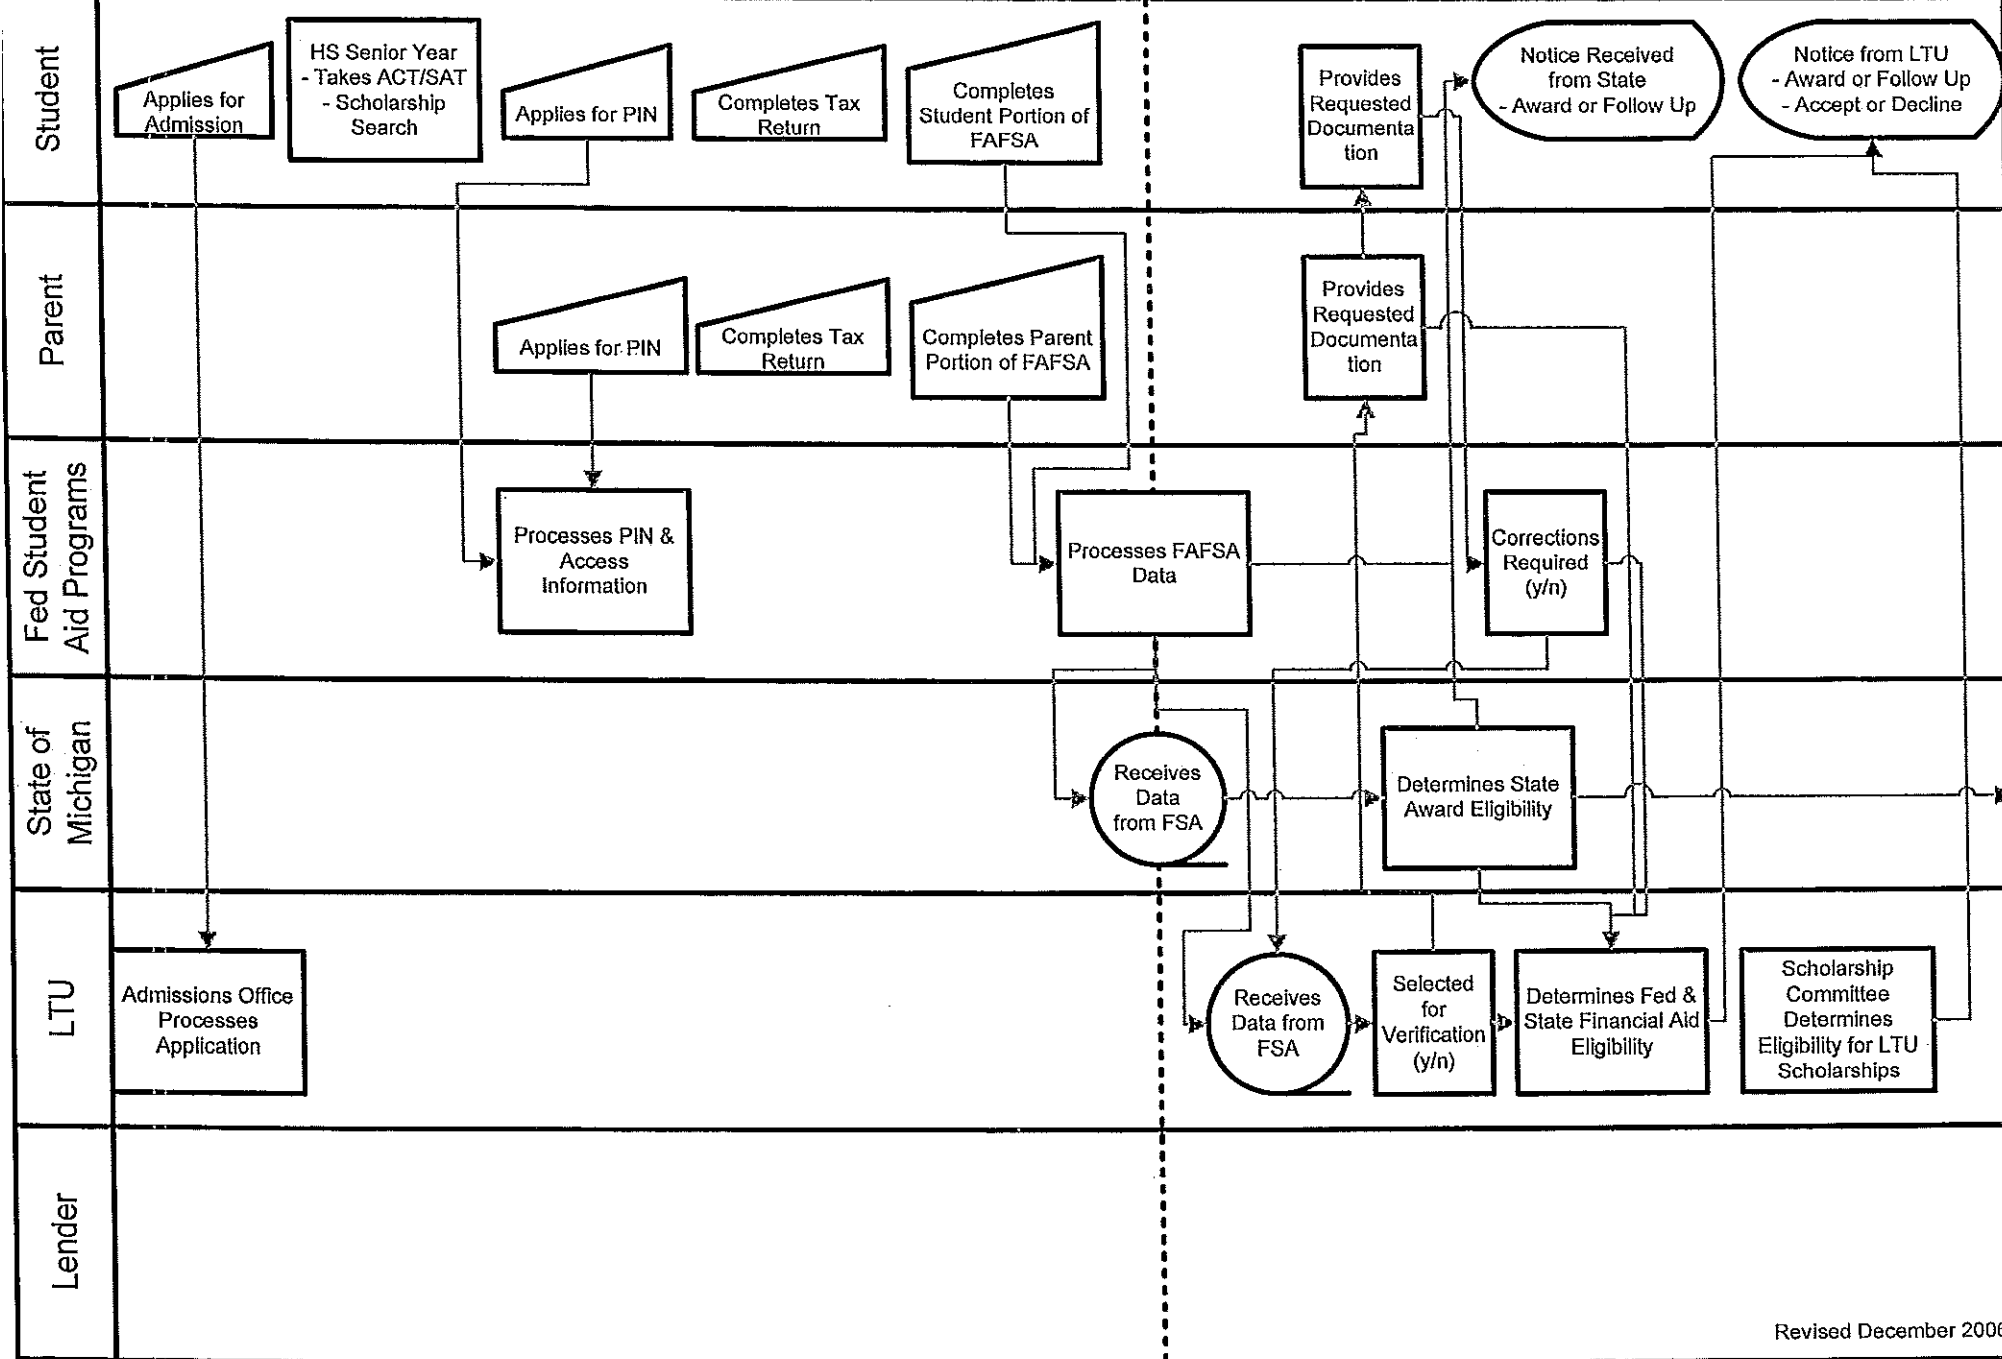 Student
Applies for
Admission
HS Senior Year
- Takes ACT/SAT
- Scholarship
Search
Applies for PIN
Completes Tax
Return
Completes
Student Portion of
FAFSA
Provides
Requested
Documenta
tion
Notice Received
from State
- Award or Follow Up
Notice from LTU
- Award or Follow Up
- Accept or Decline
Parent
Applies for PIN
Completes Tax
Return
Completes Parent
Portion of FAFSA
Provides
Requested
Documenta
tion
Fed Student
Aid Programs
Processes PIN &
Access
Information
Processes FAFSA
Data
Corrections
Required
(y/n)
State of
Michigan
Receives
Data
from FSA
Determines State
Award Eligibility
LTU
Admissions Office
Processes
Application
Receives
Data from
FSA
Selected
for
Verification
(y/n)
Determines Fed &
State Financial Aid
Eligibility
Scholarship
Committee
Determines
Eligibility for LTU
Scholarships
Lender
Revised December 2006